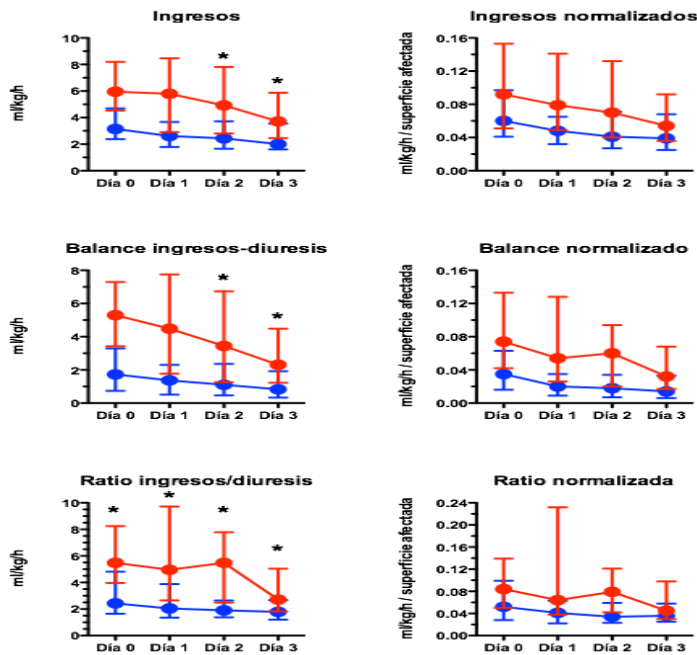 Ingresos
ml/kg/h
10
8
6
4
2
0
* *
Día 0 Día 1 Día 2 Día 3
Ingresos normalizados
ml/kg/h / superficie afectada
0.16
0.12
0.08
0.04
0.00
Día 0 Día 1 Día 2 Día 3
Balance ingresos-diuresis
ml/kg/h
8
6
4
2
0
* *
Día 0 Día 1 Día 2 Día 3
Balance normalizado
ml/kg/h / superficie afectada
0.16
0.12
0.08
0.04
0.00
Día 0 Día 1 Día 2 Día 3
Ratio ingresos/diuresis
ml/kg/h
10
8
6
4
2
0
* * * *
Día 0 Día 1 Día 2 Día 3
Ratio normalizada
ml/kg/h / superficie afectada
0.24
0.20
0.16
0.12
0.08
0.04
0.00
Día 0 Día 1 Día 2 Día 3